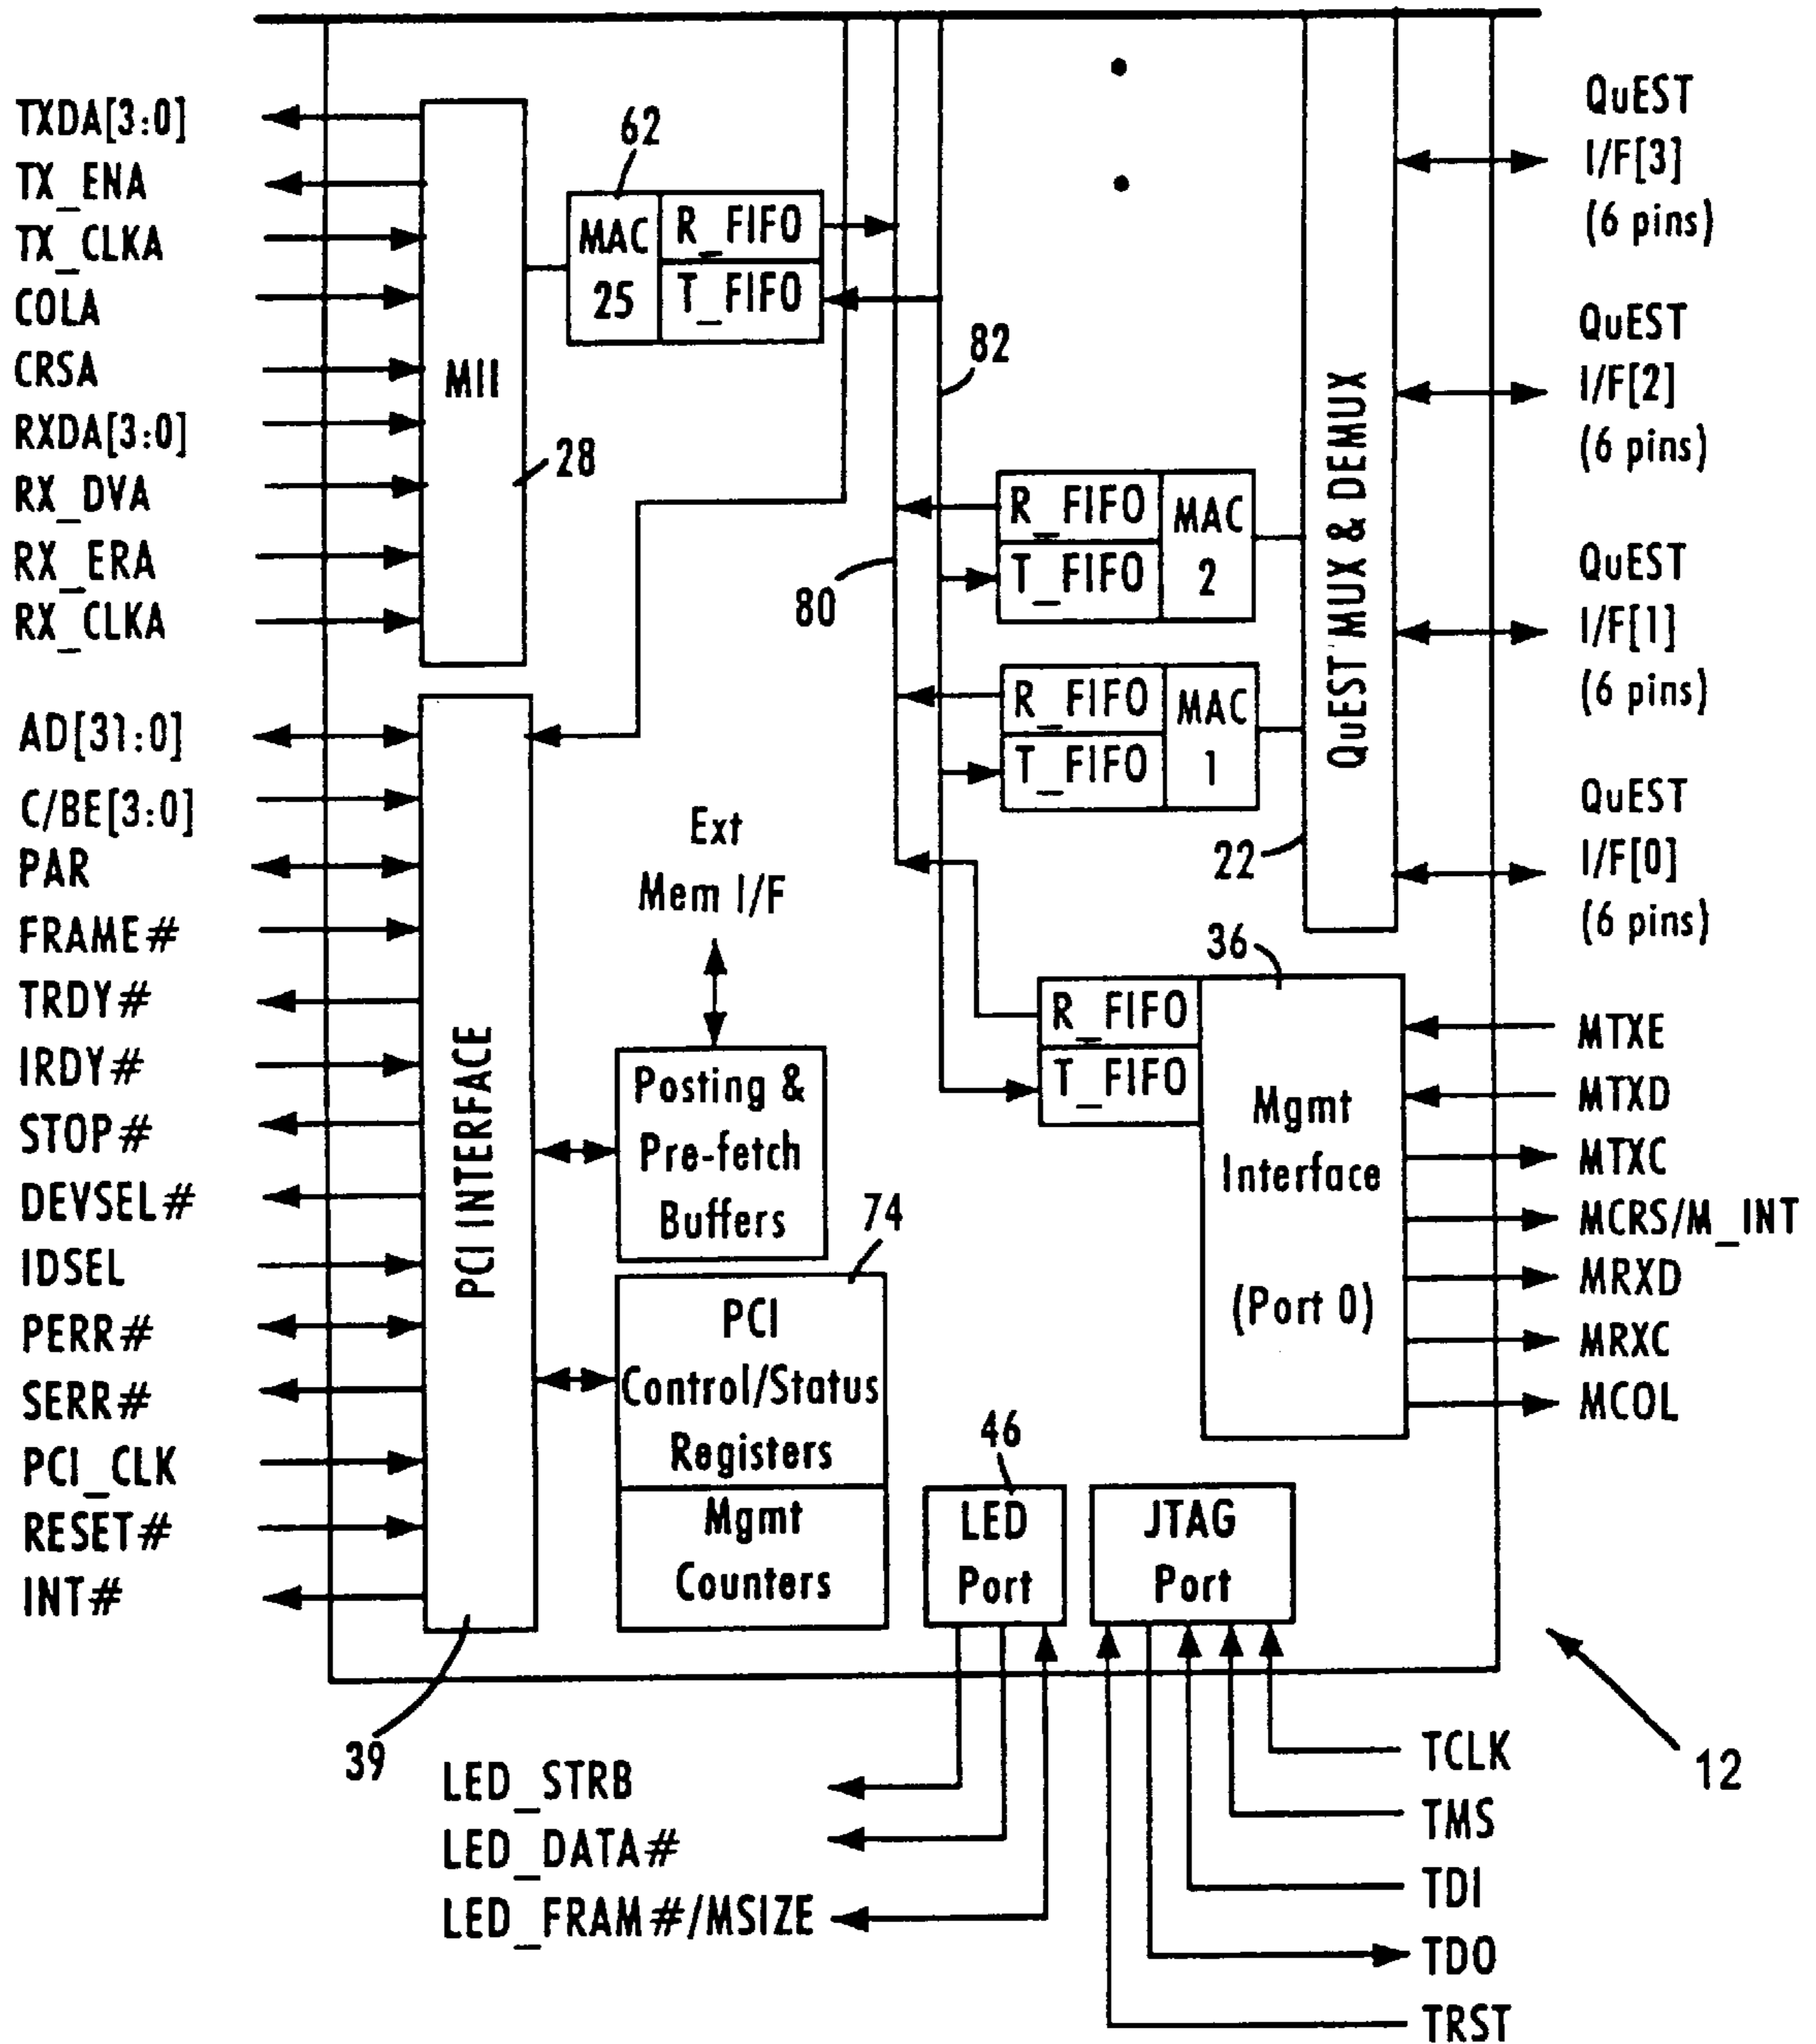 TXDA[3:0]
TX_ENA
TX_CLKA
COLA
CRSA
RXDA[3:0]
RX_DVA
RX_ERA
RX_CLKA
MII
28
62
MAC
25
R_FIFO
T_FIFO
82
80
R_FIFO
T_FIFO
MAC
2
R_FIFO
T_FIFO
MAC
1
QuEST MUX & DEMUX
22
QuEST
I/F[3]
(6 pins)
QuEST
I/F[2]
(6 pins)
QuEST
I/F[1]
(6 pins)
QuEST
I/F[0]
(6 pins)
AD[31:0]
C/BE[3:0]
PAR
FRAME#
TRDY#
IRDY#
STOP#
DEVSEL#
IDSEL
PERR#
SERR#
PCI_CLK
RESET#
INT#
PCI INTERFACE
39
Ext
Mem I/F
Posting &
Pre-fetch
Buffers
74
PCI
Control/Status
Registers
Mgmt
Counters
36
R_FIFO
T_FIFO
Mgmt
Interface
(Port 0)
MTXE
MTXD
MTXC
MCRS/M_INT
MRXD
MRXC
MCOL
46
LED
Port
JTAG
Port
LED_STRB
LED_DATA#
LED_FRAM#/MSIZE
TCLK
TMS
TDI
TDO
TRST
12